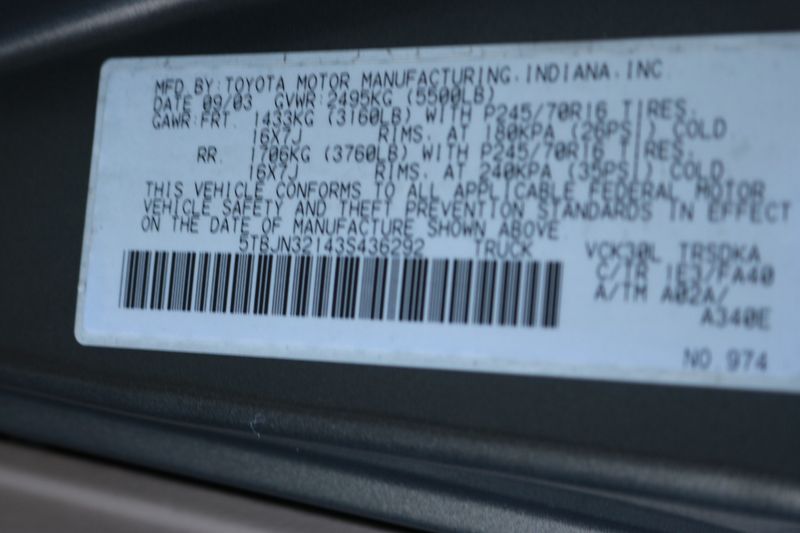 MFD. BY: TOYOTA MOTOR MANUFACTURING, INDIANA, INC.
DATE 09/03 GVWR: 2495KG (5500LB)
GAWR: FRT. 1433KG (3160LB) WITH P245/70R16 TIRES.
16X7J RIMS. AT 180KPA (26PSI) COLD
RR. 1706KG (3760LB) WITH P245/70R16 TIRES.
16X7J RIMS. AT 240KPA (35PSI) COLD.
THIS VEHICLE CONFORMS TO ALL APPLICABLE FEDERAL MOTOR
VEHICLE SAFETY AND THEFT PREVENTION STANDARDS IN EFFECT
ON THE DATE OF MANUFACTURE SHOWN ABOVE
5TBJN32143S436292 TRUCK
VCK30L TRSDKA
C/TR 1E3/FA40
A/TM A02A/
A340E
NO. 974